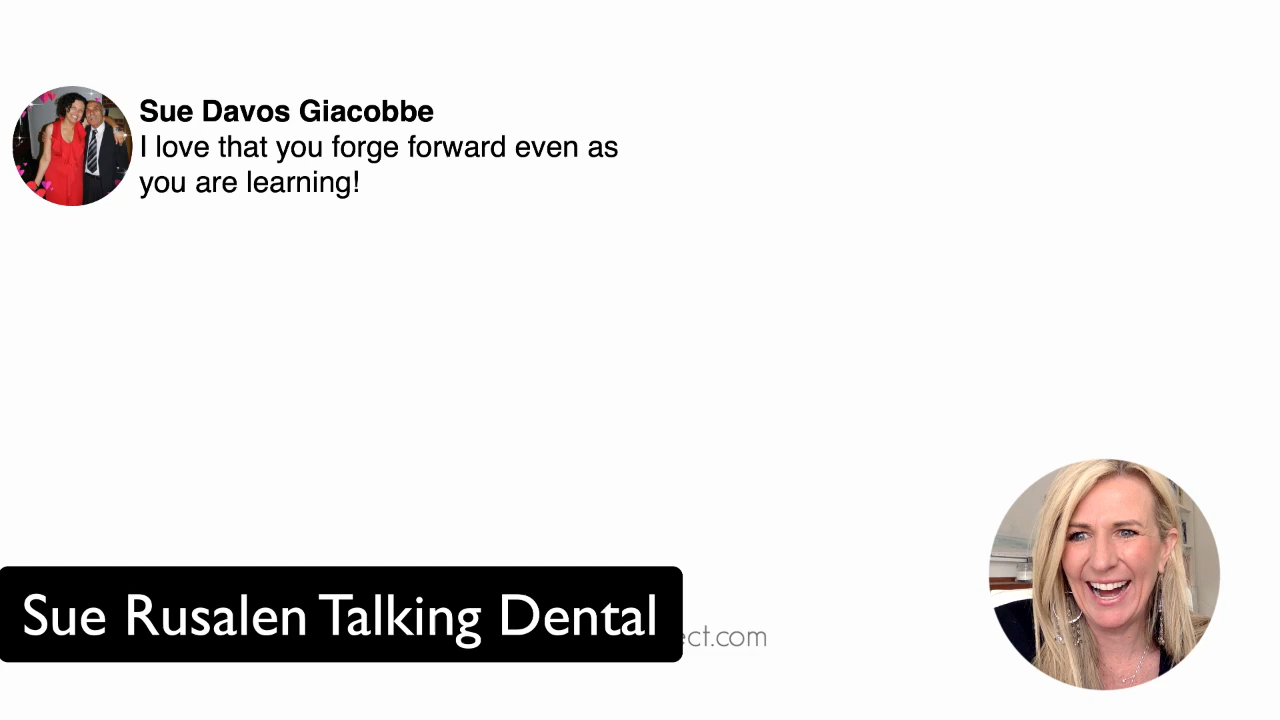 Sue Davos Giacobbe
I love that you forge forward even as
you are learning!
Sue Rusalen Talking Dental
ect.com